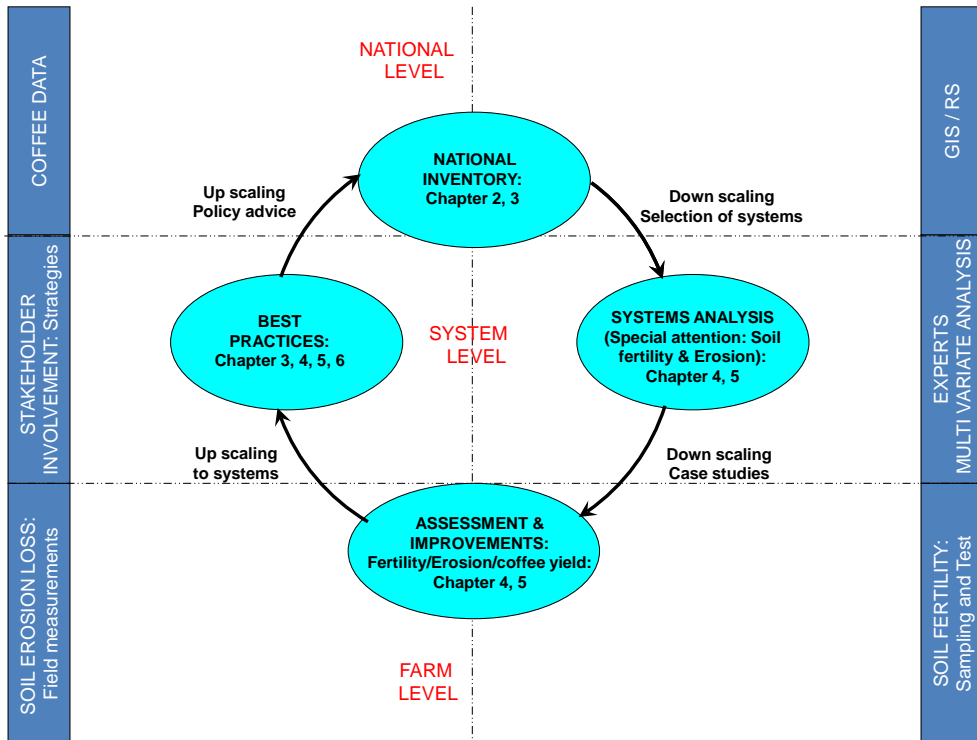 COFFEE DATA
NATIONAL
LEVEL
GIS / RS
NATIONAL
INVENTORY:
Chapter 2, 3
Up scaling
Policy advice
Down scaling
Selection of systems
STAKEHOLDER
INVOLVEMENT: Strategies
BEST
PRACTICES:
Chapter 3, 4, 5, 6
SYSTEM
LEVEL
SYSTEMS ANALYSIS
(Special attention: Soil
fertility & Erosion):
Chapter 4, 5
EXPERTS
MULTI VARIATE ANALYSIS
Up scaling
to systems
Down scaling
Case studies
SOIL EROSION LOSS:
Field measurements
ASSESSMENT &
IMPROVEMENTS:
Fertility/Erosion/coffee yield:
Chapter 4, 5
FARM
LEVEL
SOIL FERTILITY:
Sampling and Test